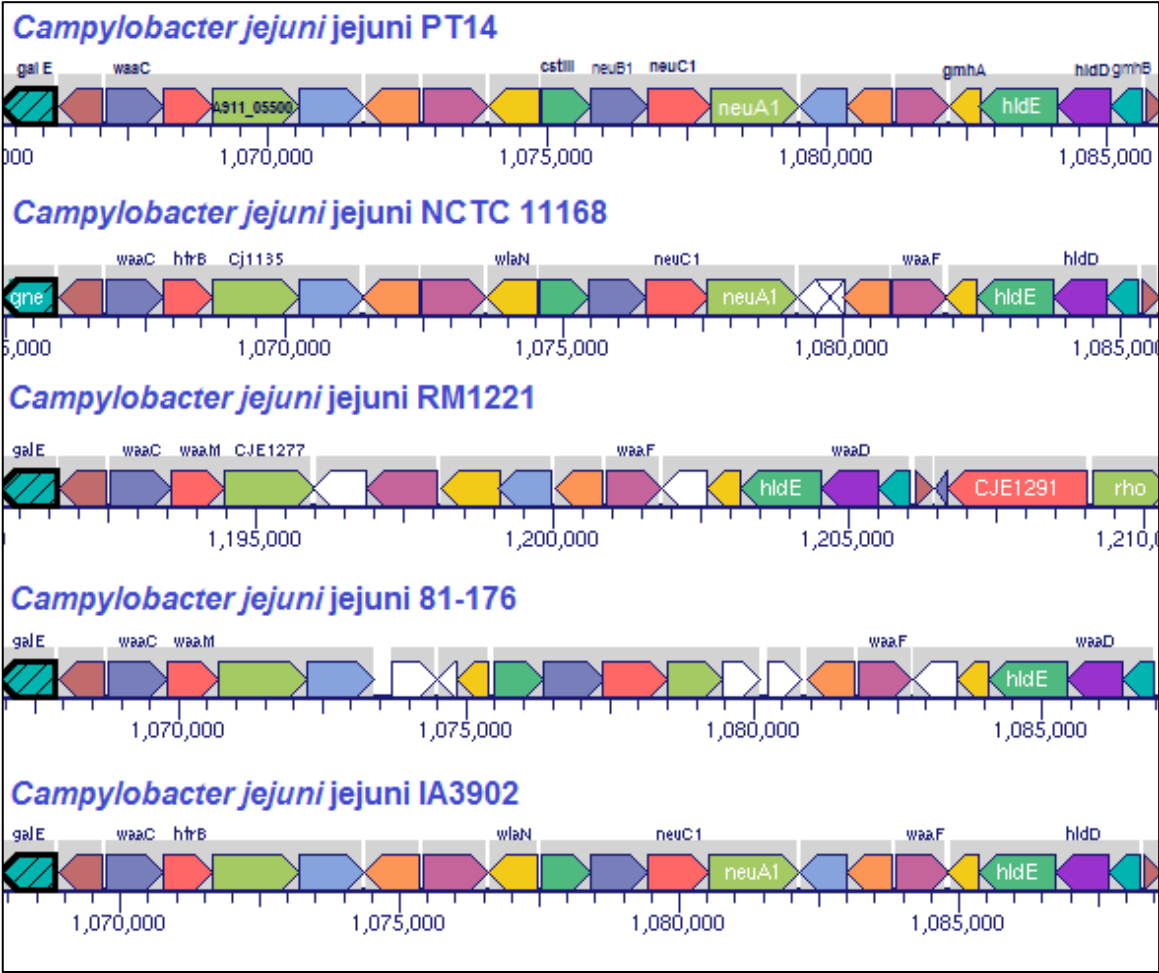 Campylobacter jejuni jejuni PT14
galE waaC cstIII neuB1 neuC1 gmhA hldD gmhB
A911_05500 neuA1 hldE
000 1,070,000 1,075,000 1,080,000 1,085,000
Campylobacter jejuni jejuni NCTC 11168
waaC htrB Cj1135 wlaN neuC1 waaF hldD
gne neuA1 hldE
5,000 1,070,000 1,075,000 1,080,000 1,085,000
Campylobacter jejuni jejuni RM1221
galE waaC waaM CJE1277 waaF waaD
hldE CJE1291 rho
1,195,000 1,200,000 1,205,000 1,210,0
Campylobacter jejuni jejuni 81-176
galE waaC waaM waaF waaD
hldE
1,070,000 1,075,000 1,080,000 1,085,000
Campylobacter jejuni jejuni IA3902
galE waaC htrB wlaN neuC1 waaF hldD
neuA1 hldE
1,070,000 1,075,000 1,080,000 1,085,000